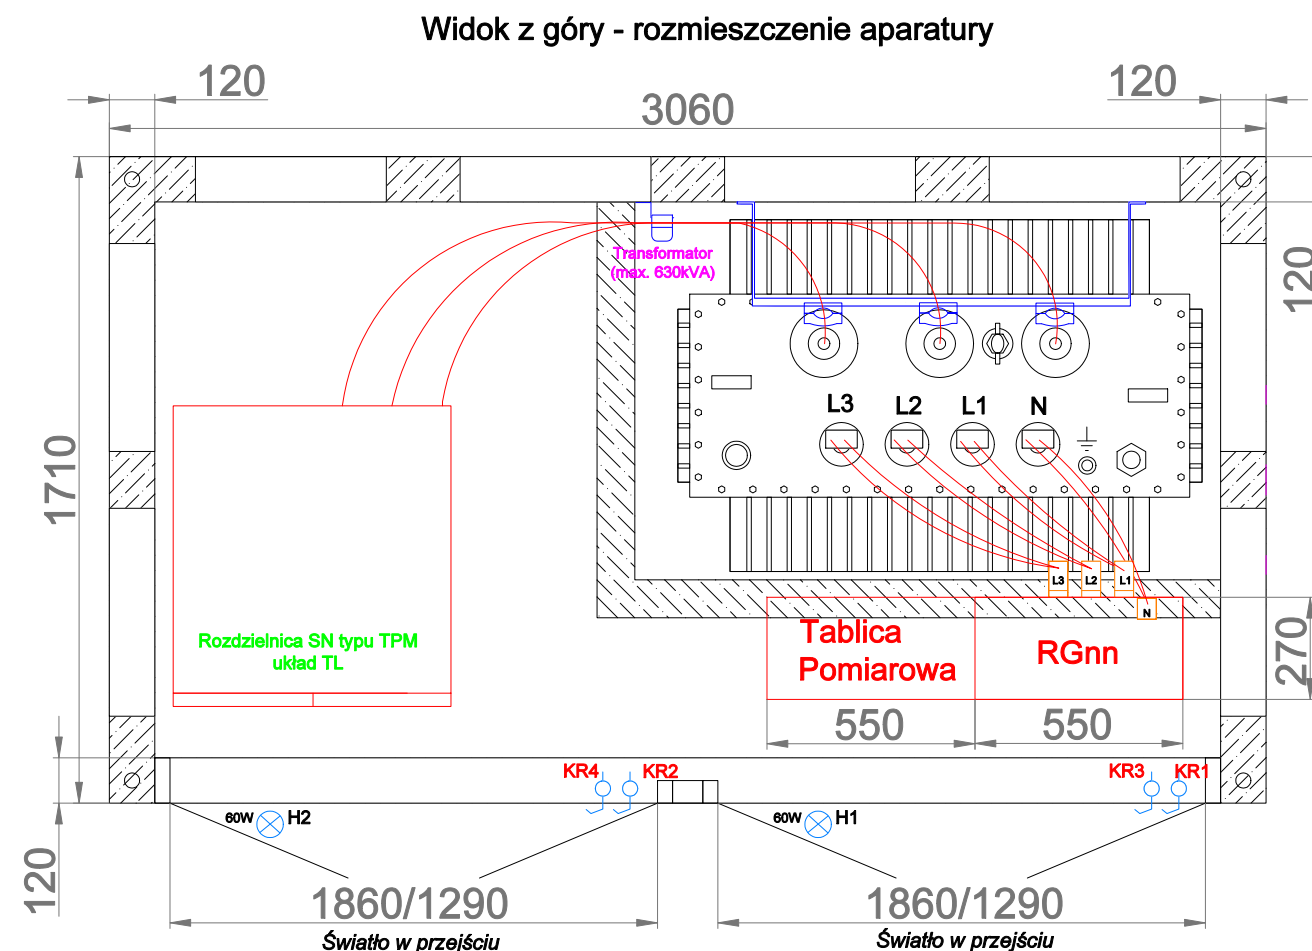 Widok z góry - rozmieszczenie aparatury
120
120
3060
Transformator
(max. 630kVA)
120
L3 L2 L1 N
1710
L3 L2 L1
N
Rozdzielnica SN typu TPM
układ TL
Tablica
Pomiarowa
RGnn
270
550
550
KR4 KR2
KR3 KR1
60W H2
60W H1
120
1860/1290
1860/1290
Światło w przejściu
Światło w przejściu